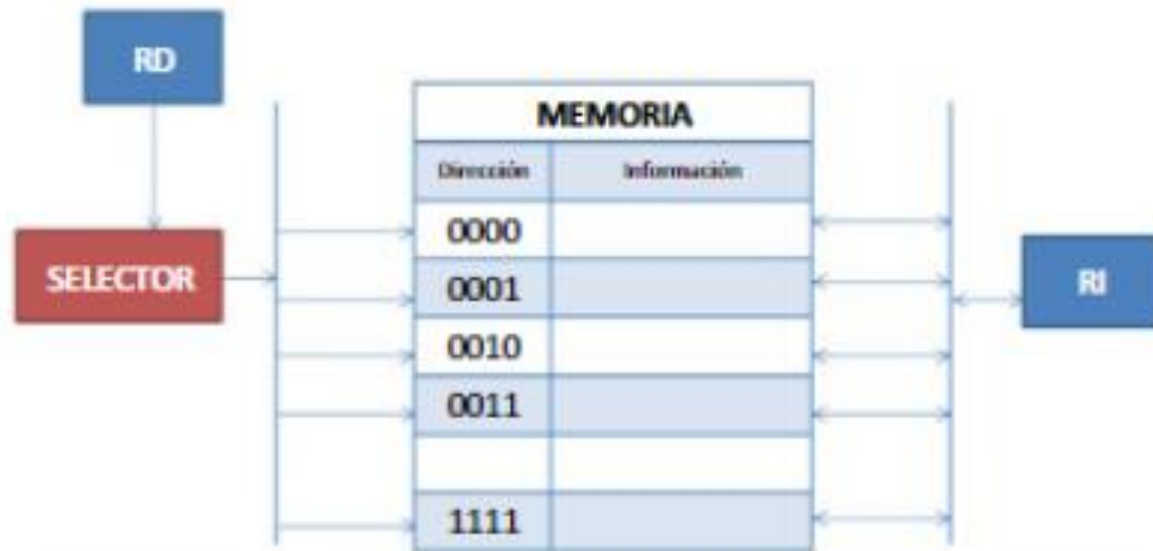 RD
MEMORIA
Dirección Información
0000
SELECTOR
0001
RI
0010
0011
1111